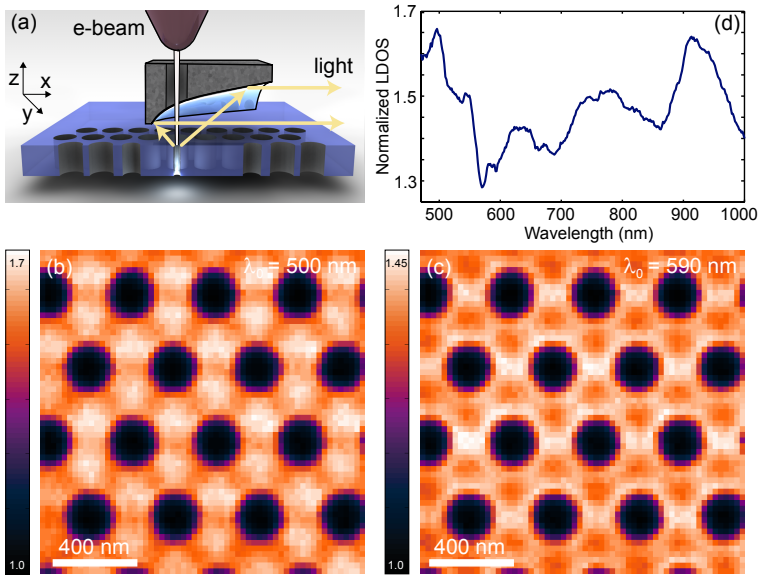 (a)
e-beam
light
z
x
y
(d)
1.7
1.5
1.3
Normalized LDOS
500
600
700
800
900
1000
Wavelength (nm)
1.7
1.0
(b)
= 500 nm
400 nm
1.45
1.0
(c)
λ₀ = 590 nm
400 nm